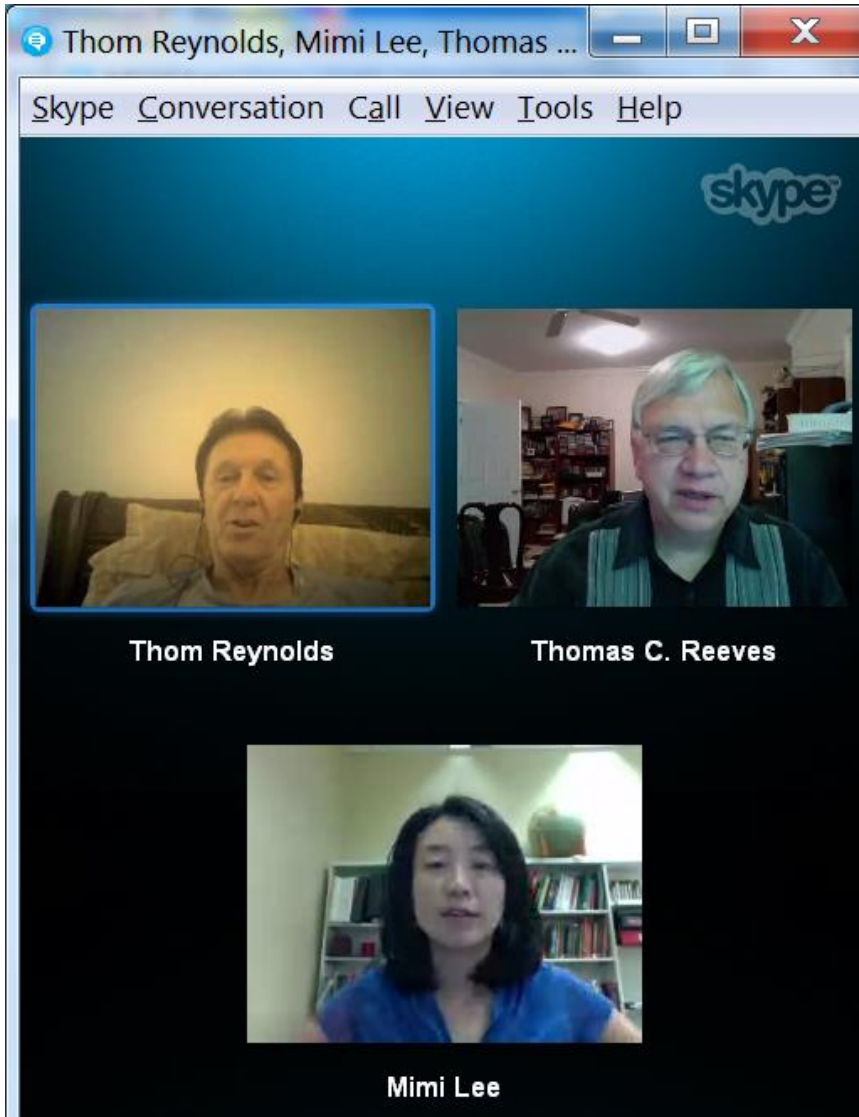 Thom Reynolds, Mimi Lee, Thomas ...
Skype Conversation Call View Tools Help
skype
Thom Reynolds
Thomas C. Reeves
Mimi Lee